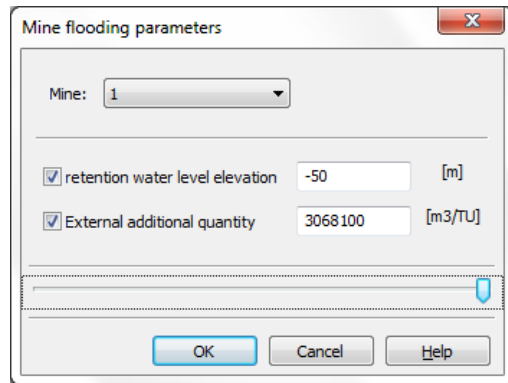 Mine flooding parameters
Mine: 1
retention water level elevation -50 [m]
External additional quantity 3068100 [m3/TU]
OK Cancel Help